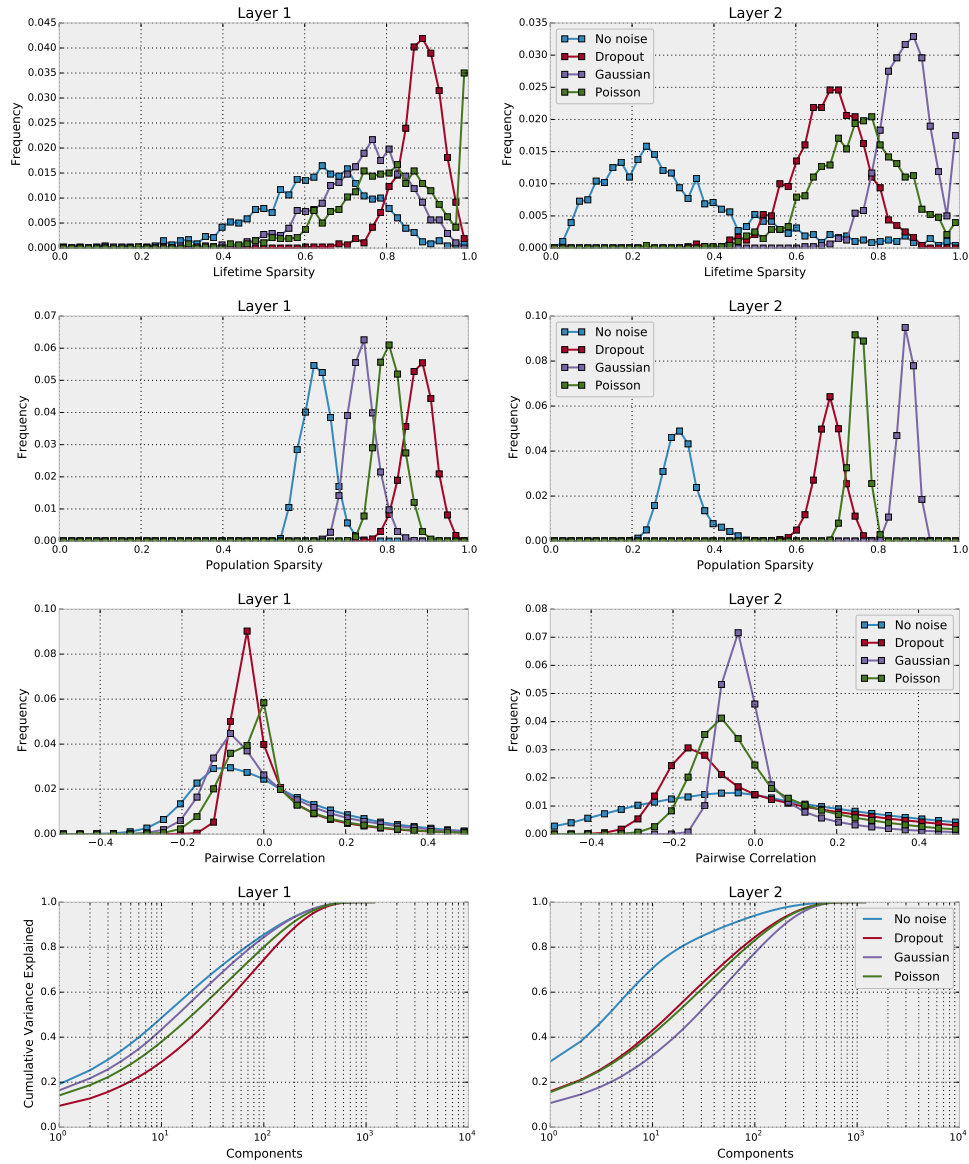 Layer 1
Frequency
0.045
0.040
0.035
0.030
0.025
0.020
0.015
0.010
0.005
0.000
0.0 0.2 0.4 0.6 0.8 1.0
Lifetime Sparsity
Layer 2
Frequency
0.035
0.030
0.025
0.020
0.015
0.010
0.005
0.000
0.0 0.2 0.4 0.6 0.8 1.0
Lifetime Sparsity
No noise
Dropout
Gaussian
Poisson
Layer 1
Frequency
0.07
0.06
0.05
0.04
0.03
0.02
0.01
0.00
0.0 0.2 0.4 0.6 0.8 1.0
Population Sparsity
Layer 2
Frequency
0.10
0.08
0.06
0.04
0.02
0.00
0.0 0.2 0.4 0.6 0.8 1.0
Population Sparsity
No noise
Dropout
Gaussian
Poisson
Layer 1
Frequency
0.10
0.08
0.06
0.04
0.02
0.00
−0.4 −0.2 0.0 0.2 0.4
Pairwise Correlation
Layer 2
Frequency
0.08
0.07
0.06
0.05
0.04
0.03
0.02
0.01
0.00
−0.4 −0.2 0.0 0.2 0.4
Pairwise Correlation
No noise
Dropout
Gaussian
Poisson
Layer 1
Cumulative Variance Explained
1.0
0.8
0.6
0.4
0.2
0.0
10⁰ 10¹ 10² 10³ 10⁴
Components
Layer 2
1.0
0.8
0.6
0.4
0.2
0.0
10⁰ 10¹ 10² 10³ 10⁴
Components
No noise
Dropout
Gaussian
Poisson